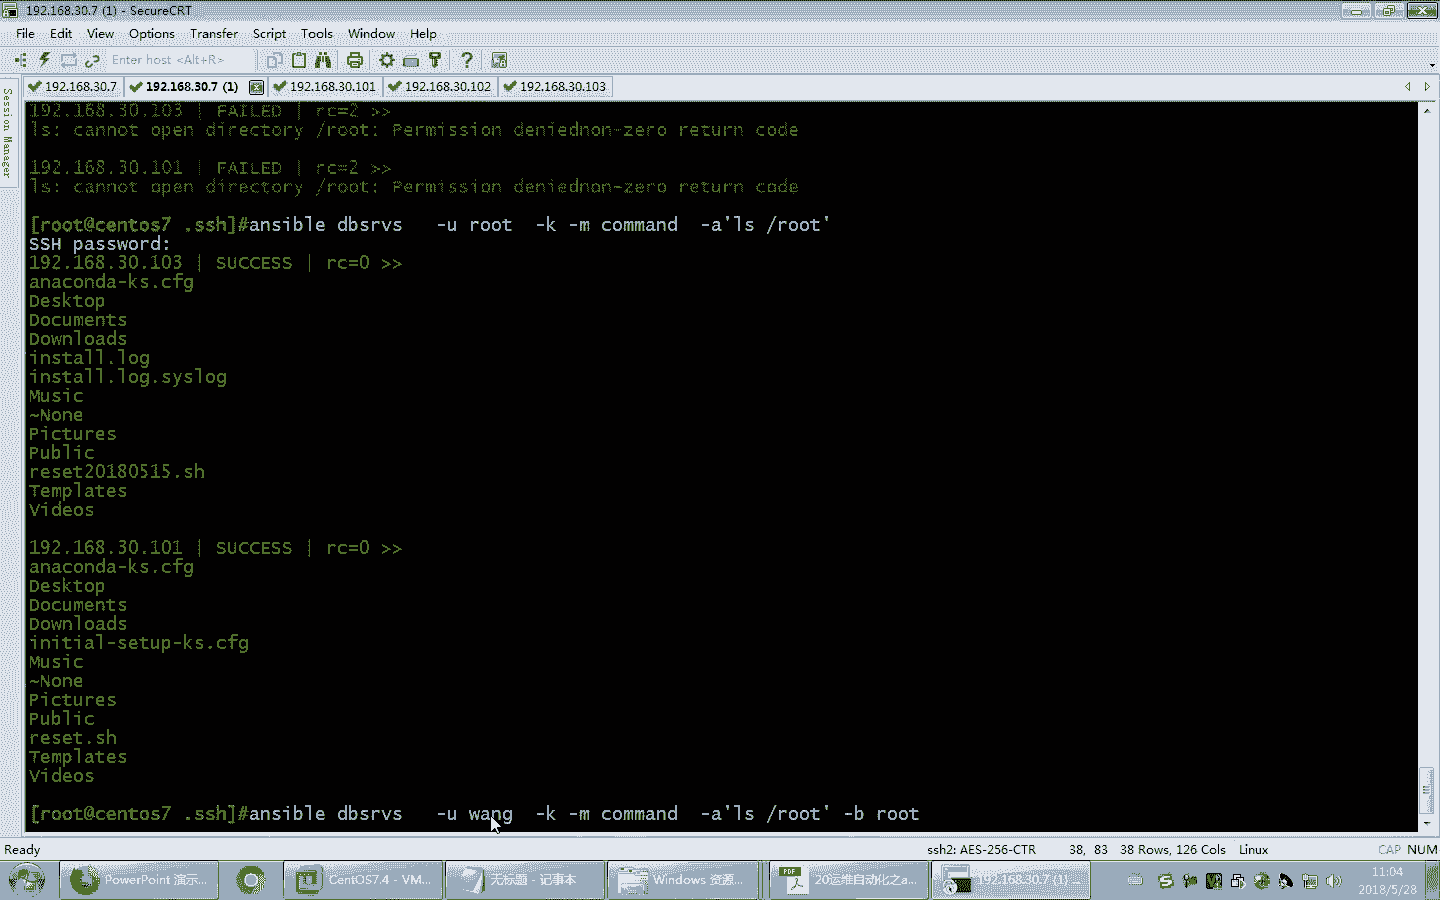 192.168.30.7 (1) - SecureCRT
File Edit View Options Transfer Script Tools Window Help
Enter host <Alt+R>
Session Manager
192.168.30.7 192.168.30.7 (1) 192.168.30.101 192.168.30.102 192.168.30.103
192.168.30.103 | FAILED | rc=2 >>
ls: cannot open directory /root: Permission deniednon-zero return code
192.168.30.101 | FAILED | rc=2 >>
ls: cannot open directory /root: Permission deniednon-zero return code
[root@centos7 .ssh]#ansible dbsrvs -u root -k -m command -a'ls /root'
SSH password:
192.168.30.103 | SUCCESS | rc=0 >>
anaconda-ks.cfg
Desktop
Documents
Downloads
install.log
install.log.syslog
Music
~None
Pictures
Public
reset20180515.sh
Templates
Videos
192.168.30.101 | SUCCESS | rc=0 >>
anaconda-ks.cfg
Desktop
Documents
Downloads
initial-setup-ks.cfg
Music
~None
Pictures
Public
reset.sh
Templates
Videos
[root@centos7 .ssh]#ansible dbsrvs -u wang -k -m command -a'ls /root' -b root
Ready ssh2: AES-256-CTR 38, 83 38 Rows, 126 Cols Linux CAP NUM
PowerPoint 演示... CentOS7.4 - VM... 无标题 - 记事本 Windows 资源... 20运维自动化之a... 192.168.30.7 (1) ...
11:04
2018/5/28